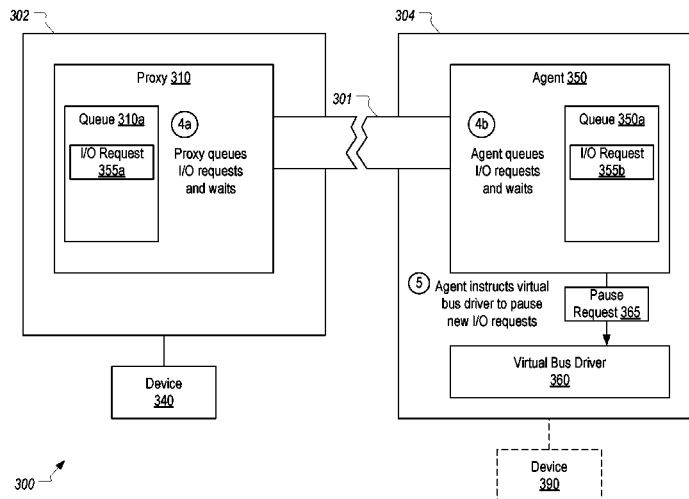 302
304
Proxy 310
Queue 310a
I/O Request
355a
4a
Proxy queues
I/O requests
and waits
301
Agent 350
4b
Agent queues
I/O requests
and waits
Queue 350a
I/O Request
355b
5
Agent instructs virtual
bus driver to pause
new I/O requests
Pause
Request 365
Virtual Bus Driver
360
Device
340
Device
390
300